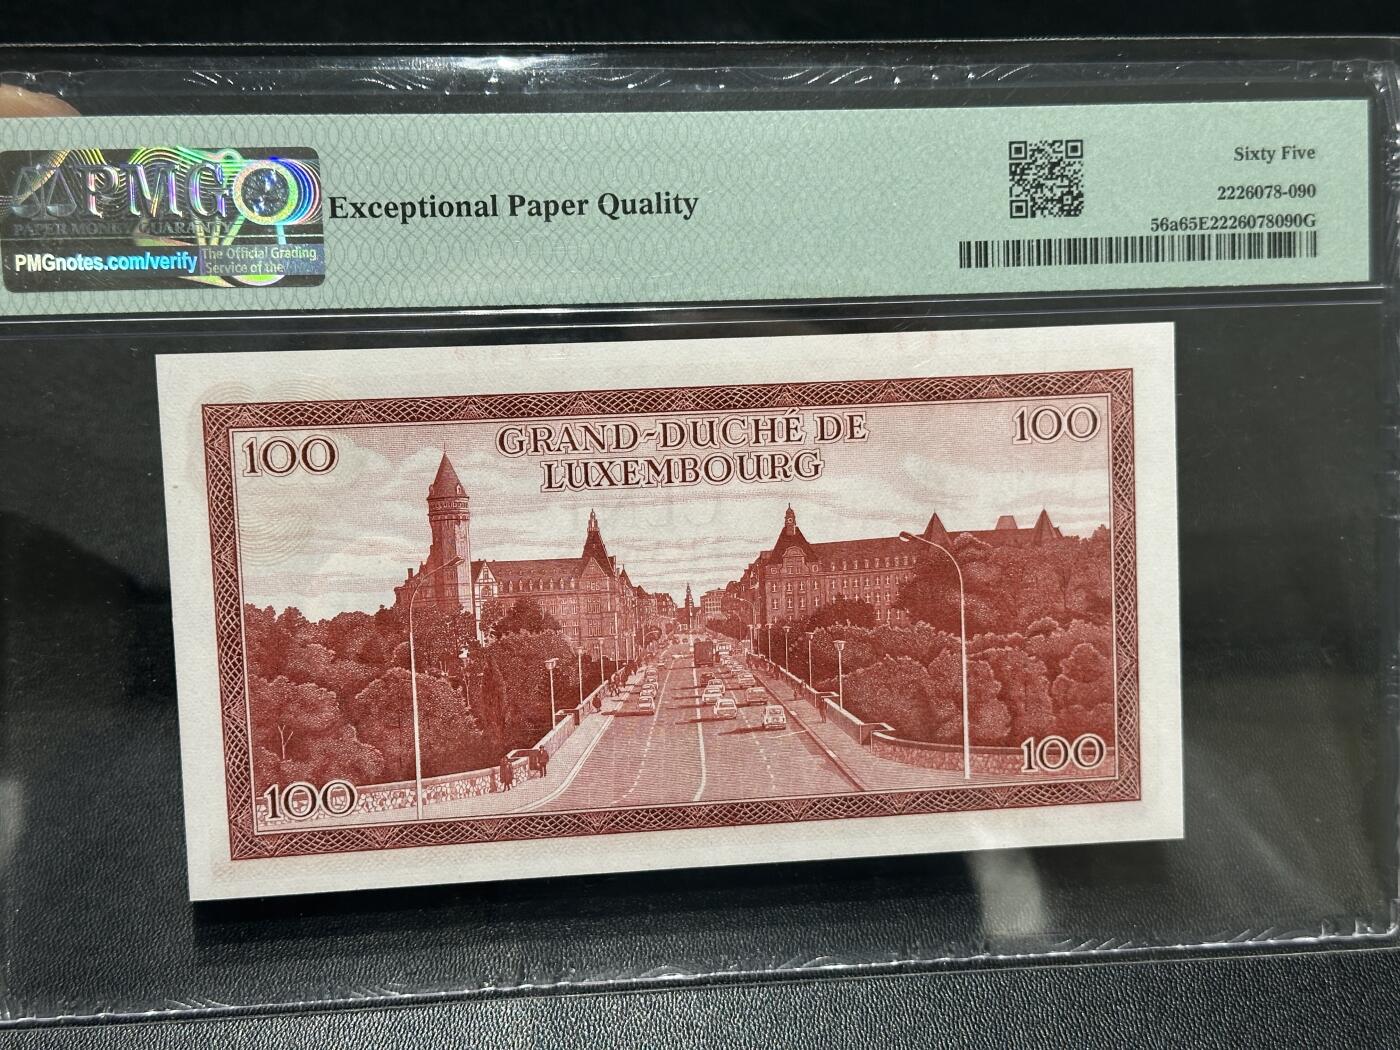 PMG
PAPER MONEY GUARANTY
PMGnotes.com/verify
The Official Grading
Service of the
Exceptional Paper Quality
Sixty Five
2226078-090
56a65E2226078090G
100
GRAND-DUCHÉ DE
LUXEMBOURG
100
100
100